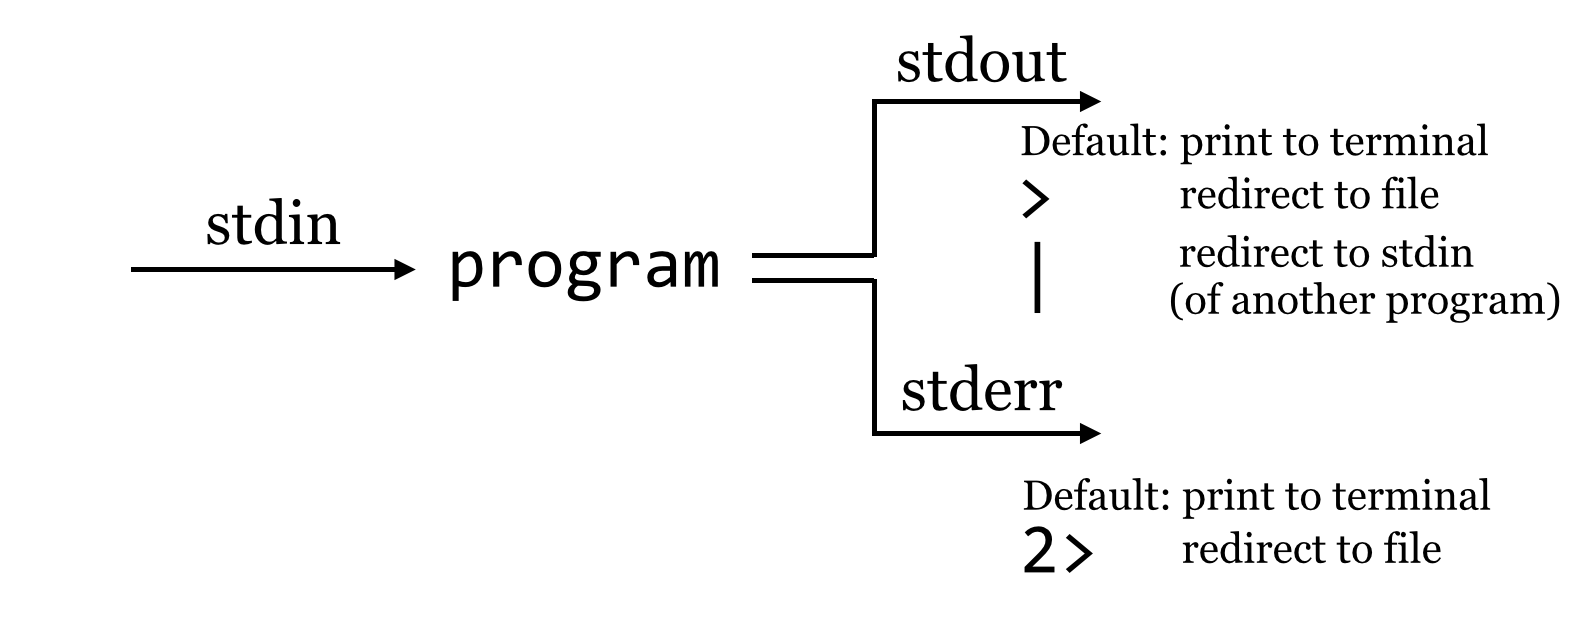 stdout
Default: print to terminal
> redirect to file
| redirect to stdin
(of another program)
stdin
program
stderr
Default: print to terminal
2> redirect to file